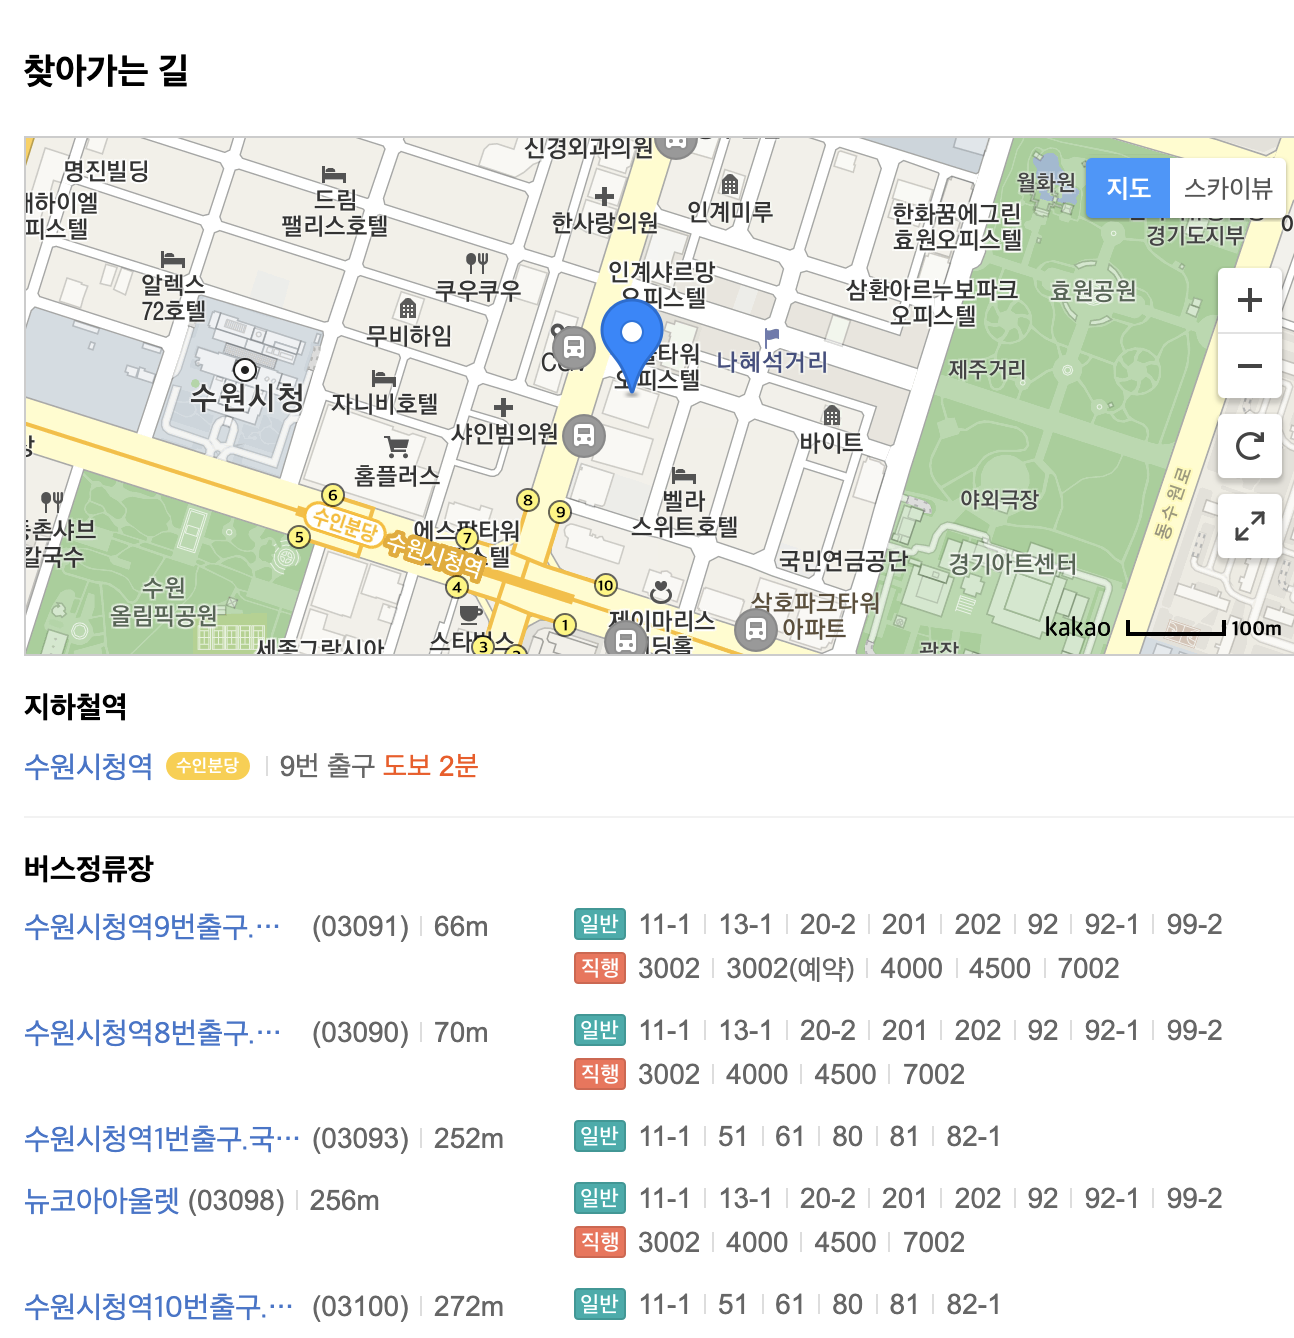 찾아가는 길
신경외과의원
명진빌딩
월화원
지도
스카이뷰
드림
팰리스호텔
한사랑의원
인계미루
한화꿈에그린
효원오피스텔
경기도지부
피스텔
알렉스
72호텔
쿠우쿠우
인계샤르망
오피스텔
삼환아르누보파크
오피스텔
효원공원
무비하임
타워
오피스텔
나혜석거리
제주거리
수원시청
자니비호텔
샤인빔의원
바이트
홈플러스
벨라
스위트호텔
야외극장
동수원로
6
8
9
수인분당
5
7
에스팜타워
수원시청역
칼국수
국민연금공단
경기아트센터
4
10
수원
올림픽공원
제이마리스
삼호파크타워
아파트
1
스타벅스
3
세종그랑시아
kakao
100m
지하철역
수원시청역 수인분당 9번 출구 도보 2분
버스정류장
수원시청역9번출구.… (03091) 66m 일반 11-1 13-1 20-2 201 202 92 92-1 99-2
직행 3002 3002(예약) 4000 4500 7002
수원시청역8번출구.… (03090) 70m 일반 11-1 13-1 20-2 201 202 92 92-1 99-2
직행 3002 4000 4500 7002
수원시청역1번출구.국… (03093) 252m 일반 11-1 51 61 80 81 82-1
뉴코아아울렛 (03098) 256m 일반 11-1 13-1 20-2 201 202 92 92-1 99-2
직행 3002 4000 4500 7002
수원시청역10번출구.… (03100) 272m 일반 11-1 51 61 80 81 82-1